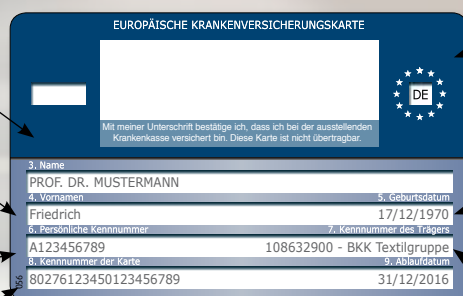 EUROPÄISCHE KRANKENVERSICHERUNGSKARTE
DE
Mit meiner Unterschrift bestätige ich, dass ich bei der ausstellenden
Krankenkasse versichert bin. Diese Karte ist nicht übertragbar.
3. Name
PROF. DR. MUSTERMANN
4. Vornamen 5. Geburtsdatum
Friedrich 17/12/1970
6. Persönliche Kennnummer 7. Kennnummer des Trägers
A123456789 108632900 - BKK Textilgruppe
8. Kennnummer der Karte 9. Ablaufdatum
80276123450123456789 31/12/2016